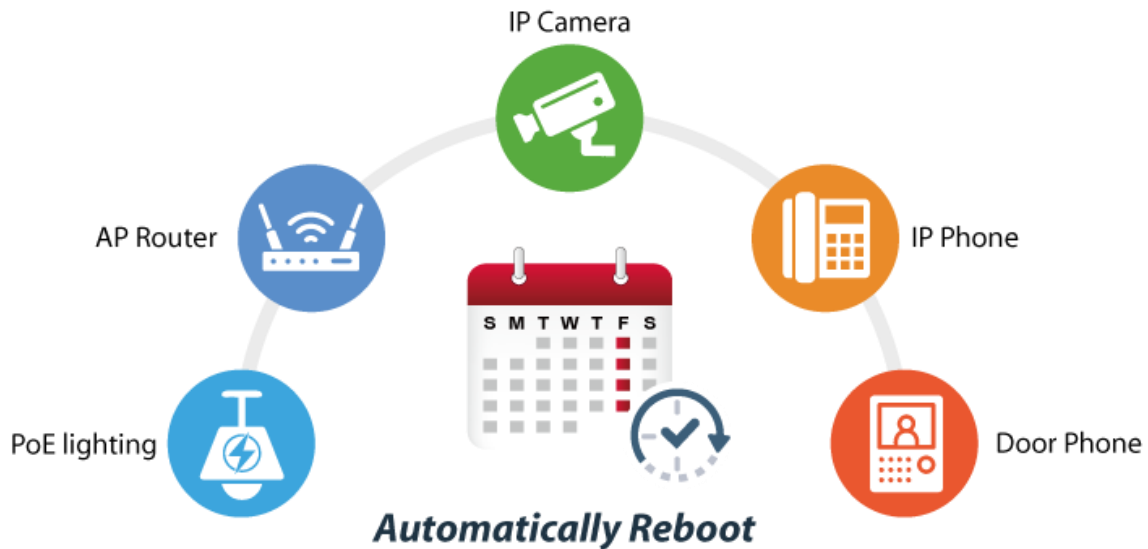 IP Camera
AP Router
IP Phone
S M T W T F S
PoE lighting
Door Phone
Automatically Reboot